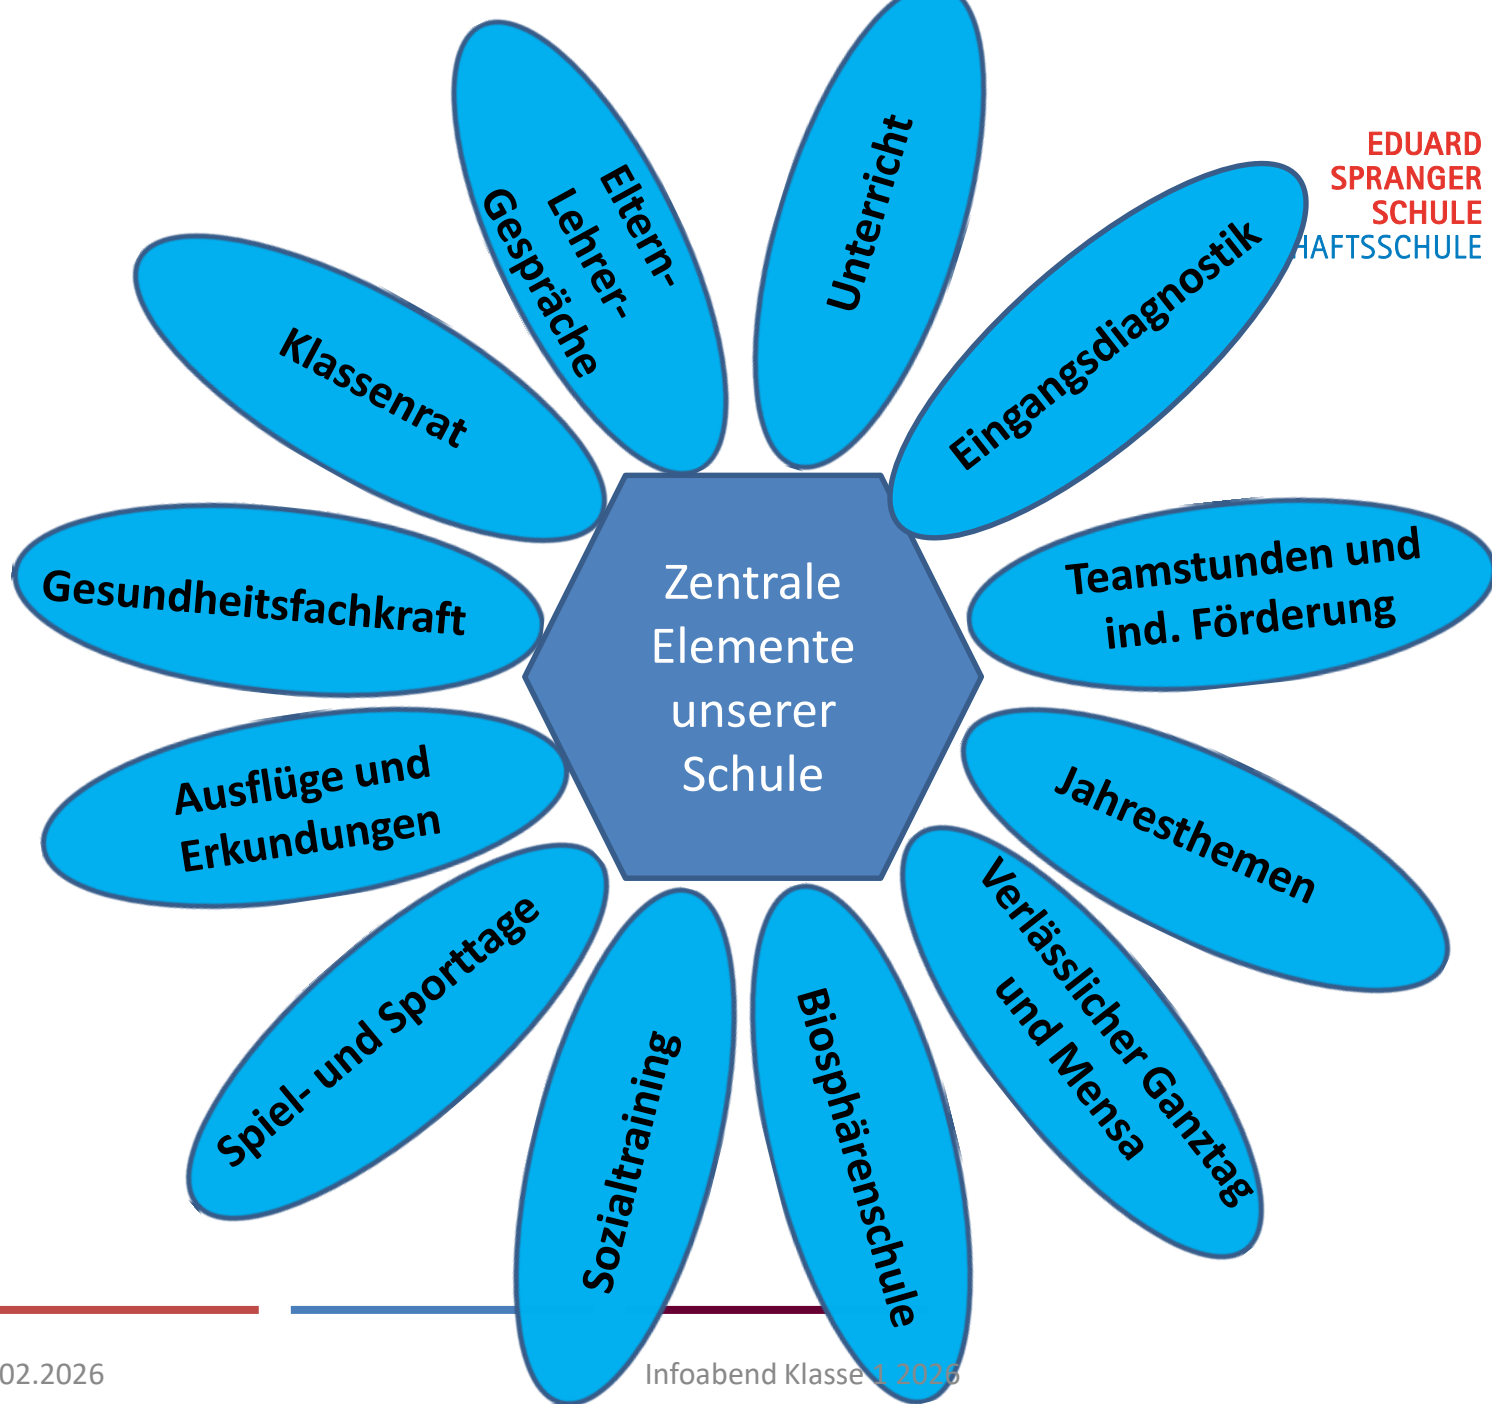 EDUARD
SPRANGER
SCHULE
HAFTSSCHULE
Zentrale
Elemente
unserer
Schule
Unterricht
Eingangsdiagnostik
Teamstunden und
ind. Förderung
Jahresthemen
Verlässlicher Ganztag
und Mensa
Biosphärenschule
Sozialtraining
Spiel- und Sporttage
Ausflüge und
Erkundungen
Gesundheitsfachkraft
Klassenrat
Eltern-
Lehrer-
Gespräche
02.2026
Infoabend Klasse 1 2026